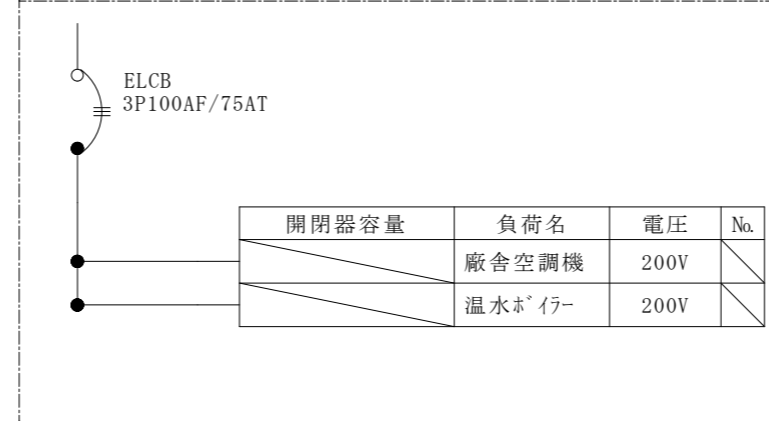 ELCB
3P100AF/75AT
開閉器容量 負荷名 電圧 No.
廠舎空調機 200V
温水ﾎﾞｲﾗｰ 200V